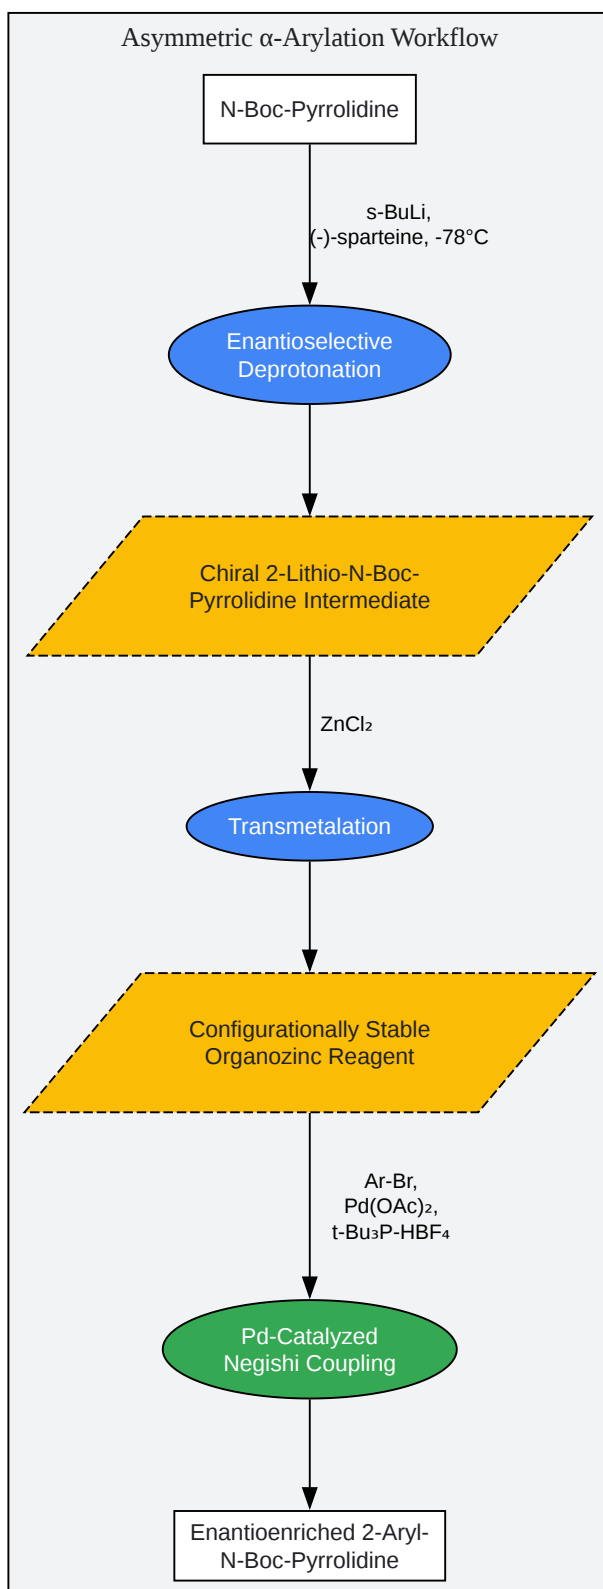 Asymmetric α-Arylation Workflow
N-Boc-Pyrrolidine
s-BuLi,
(-)-sparteine, -78°C
Enantioselective
Deprotonation
Chiral 2-Lithio-N-Boc-
Pyrrolidine Intermediate
ZnCl₂
Transmetalation
Configurationally Stable
Organozinc Reagent
Ar-Br,
Pd(OAc)₂,
t-Bu₃P-HBF₄
Pd-Catalyzed
Negishi Coupling
Enantioenriched 2-Aryl-
N-Boc-Pyrrolidine